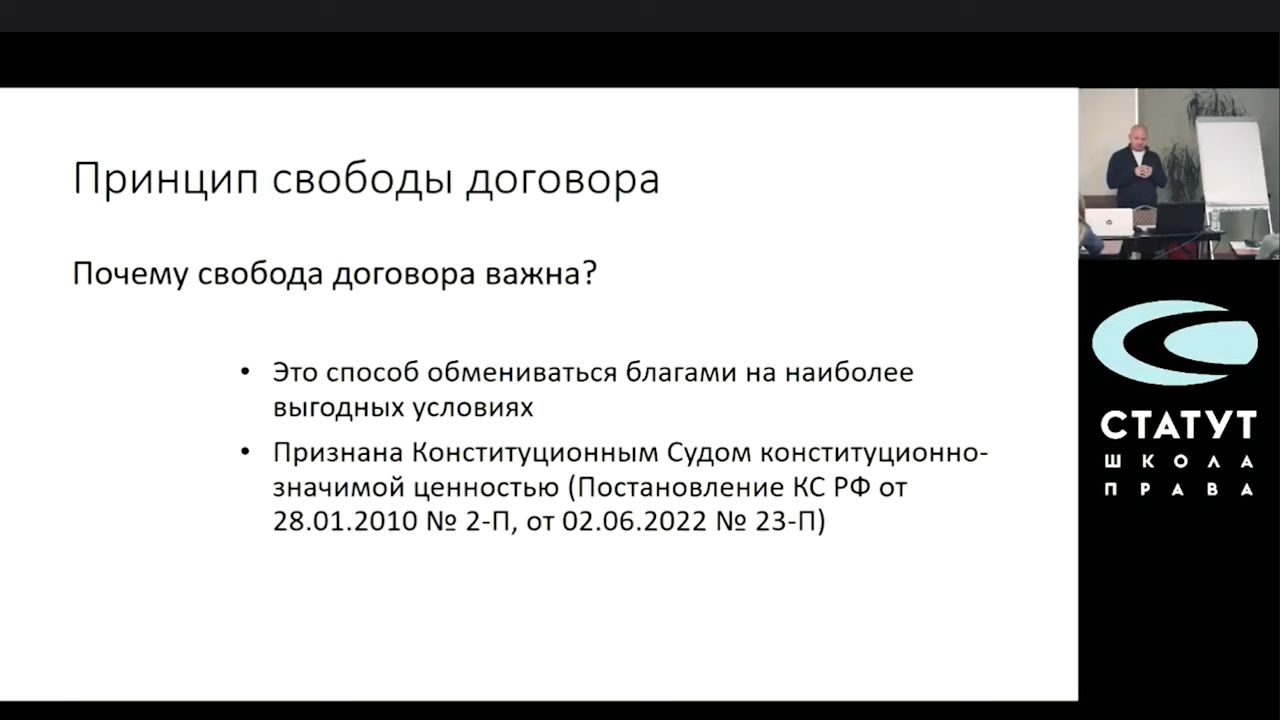 Принцип свободы договора
Почему свобода договора важна?
• Это способ обмениваться благами на наиболее
выгодных условиях
• Признана Конституционным Судом конституционно-
значимой ценностью (Постановление КС РФ от
28.01.2010 № 2-П, от 02.06.2022 № 23-П)
СТАТУТ
ШКОЛА
ПРАВА